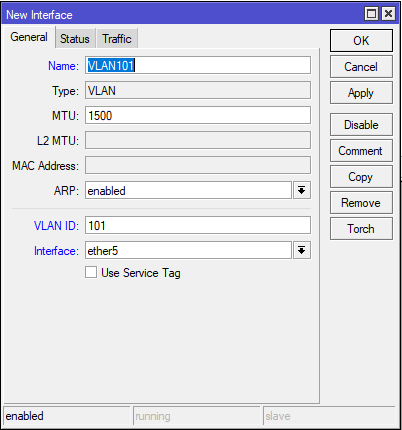 New Interface
General Status Traffic
OK
Name: VLAN101
Cancel
Type: VLAN
MTU: 1500
Apply
L2 MTU:
Disable
MAC Address:
Comment
ARP: enabled
Copy
Remove
VLAN ID: 101
Torch
Interface: ether5
Use Service Tag
enabled running slave